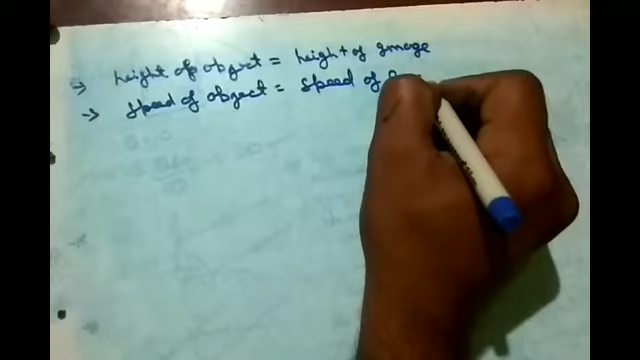 → height of object = height of image
→ speed of object = speed of